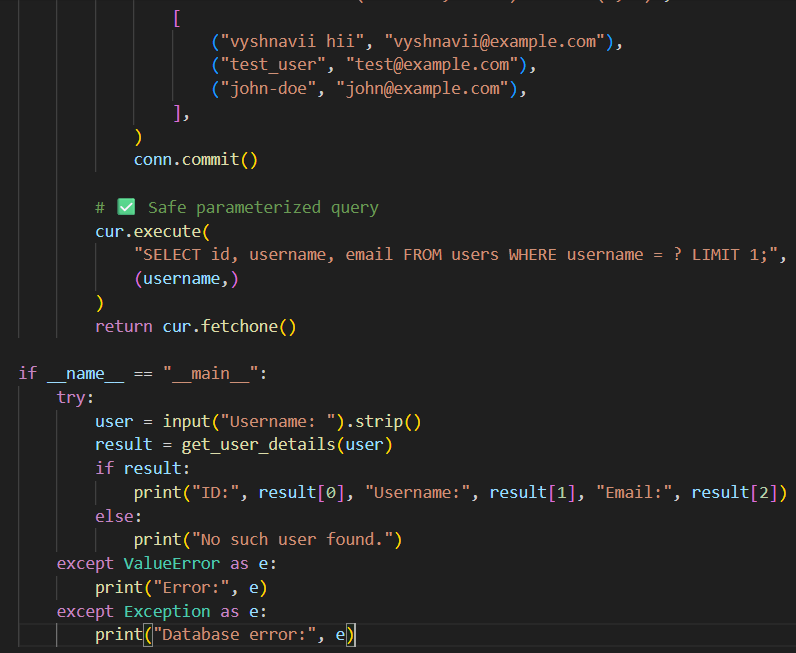 [
("vyshnavii hii", "vyshnavii@example.com"),
("test_user", "test@example.com"),
("john-doe", "john@example.com"),
],
)
conn.commit()
# ✅ Safe parameterized query
cur.execute(
"SELECT id, username, email FROM users WHERE username = ? LIMIT 1;",
(username,)
)
return cur.fetchone()
if __name__ == "__main__":
try:
user = input("Username: ").strip()
result = get_user_details(user)
if result:
print("ID:", result[0], "Username:", result[1], "Email:", result[2])
else:
print("No such user found.")
except ValueError as e:
print("Error:", e)
except Exception as e:
print("Database error:", e)